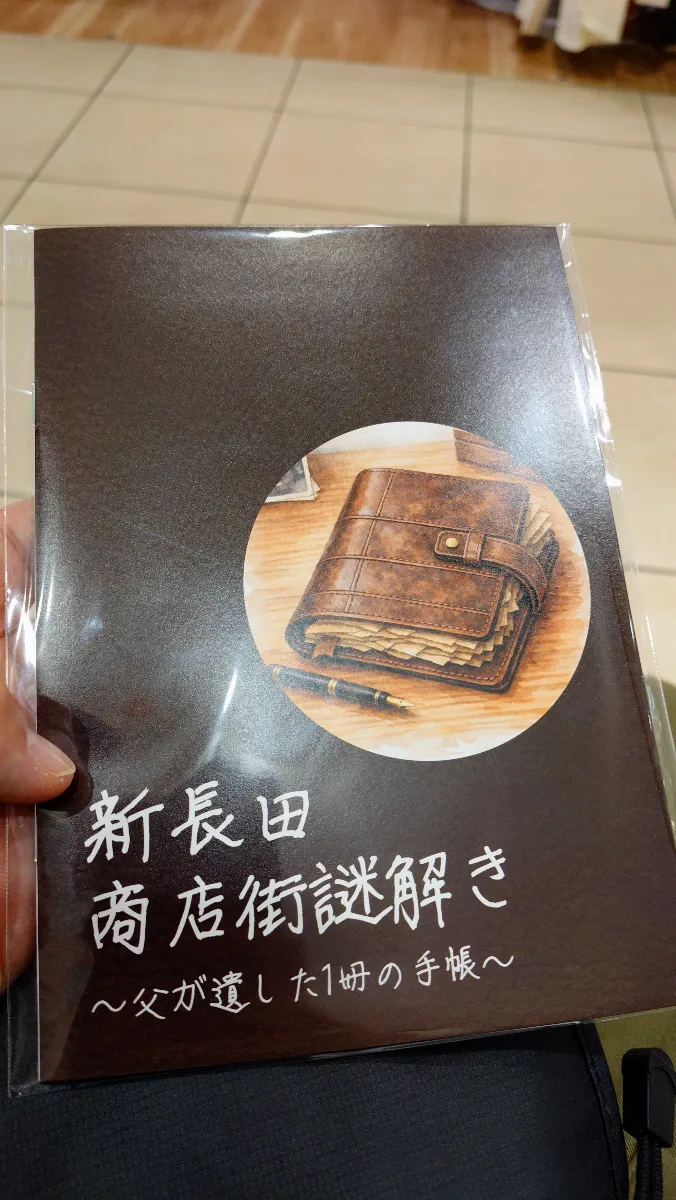 新長田
商店街謎解き
～父が遺した1冊の手帳～